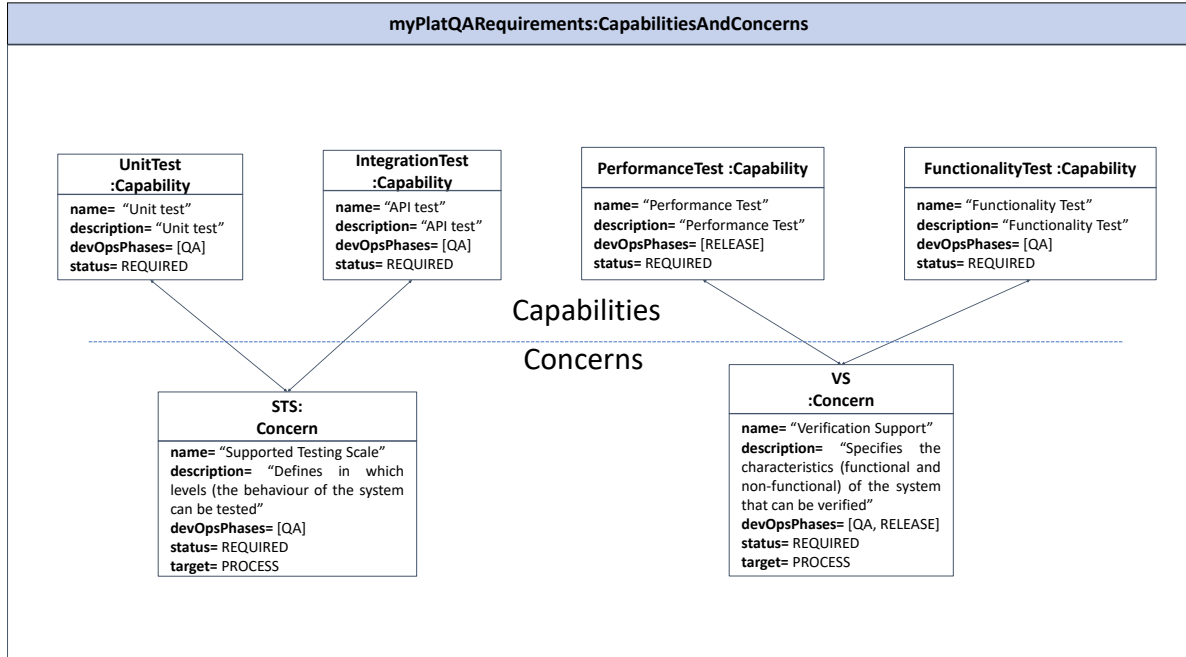 myPlatQARequirements:CapabilitiesAndConcerns
UnitTest
:Capability
name= “Unit test”
description= “Unit test”
devOpsPhases= [QA]
status= REQUIRED
IntegrationTest
:Capability
name= “API test”
description= “API test”
devOpsPhases= [QA]
status= REQUIRED
PerformanceTest :Capability
name= “Performance Test”
description= “Performance Test”
devOpsPhases= [RELEASE]
status= REQUIRED
FunctionalityTest :Capability
name= “Functionality Test”
description= “Functionality Test”
devOpsPhases= [QA]
status= REQUIRED
Capabilities
Concerns
STS:
Concern
name= “Supported Testing Scale”
description= “Defines in which
levels (the behaviour of the system
can be tested”
devOpsPhases= [QA]
status= REQUIRED
target= PROCESS
VS
:Concern
name= “Verification Support”
description= “Specifies the
characteristics (functional and
non-functional) of the system
that can be verified”
devOpsPhases= [QA, RELEASE]
status= REQUIRED
target= PROCESS